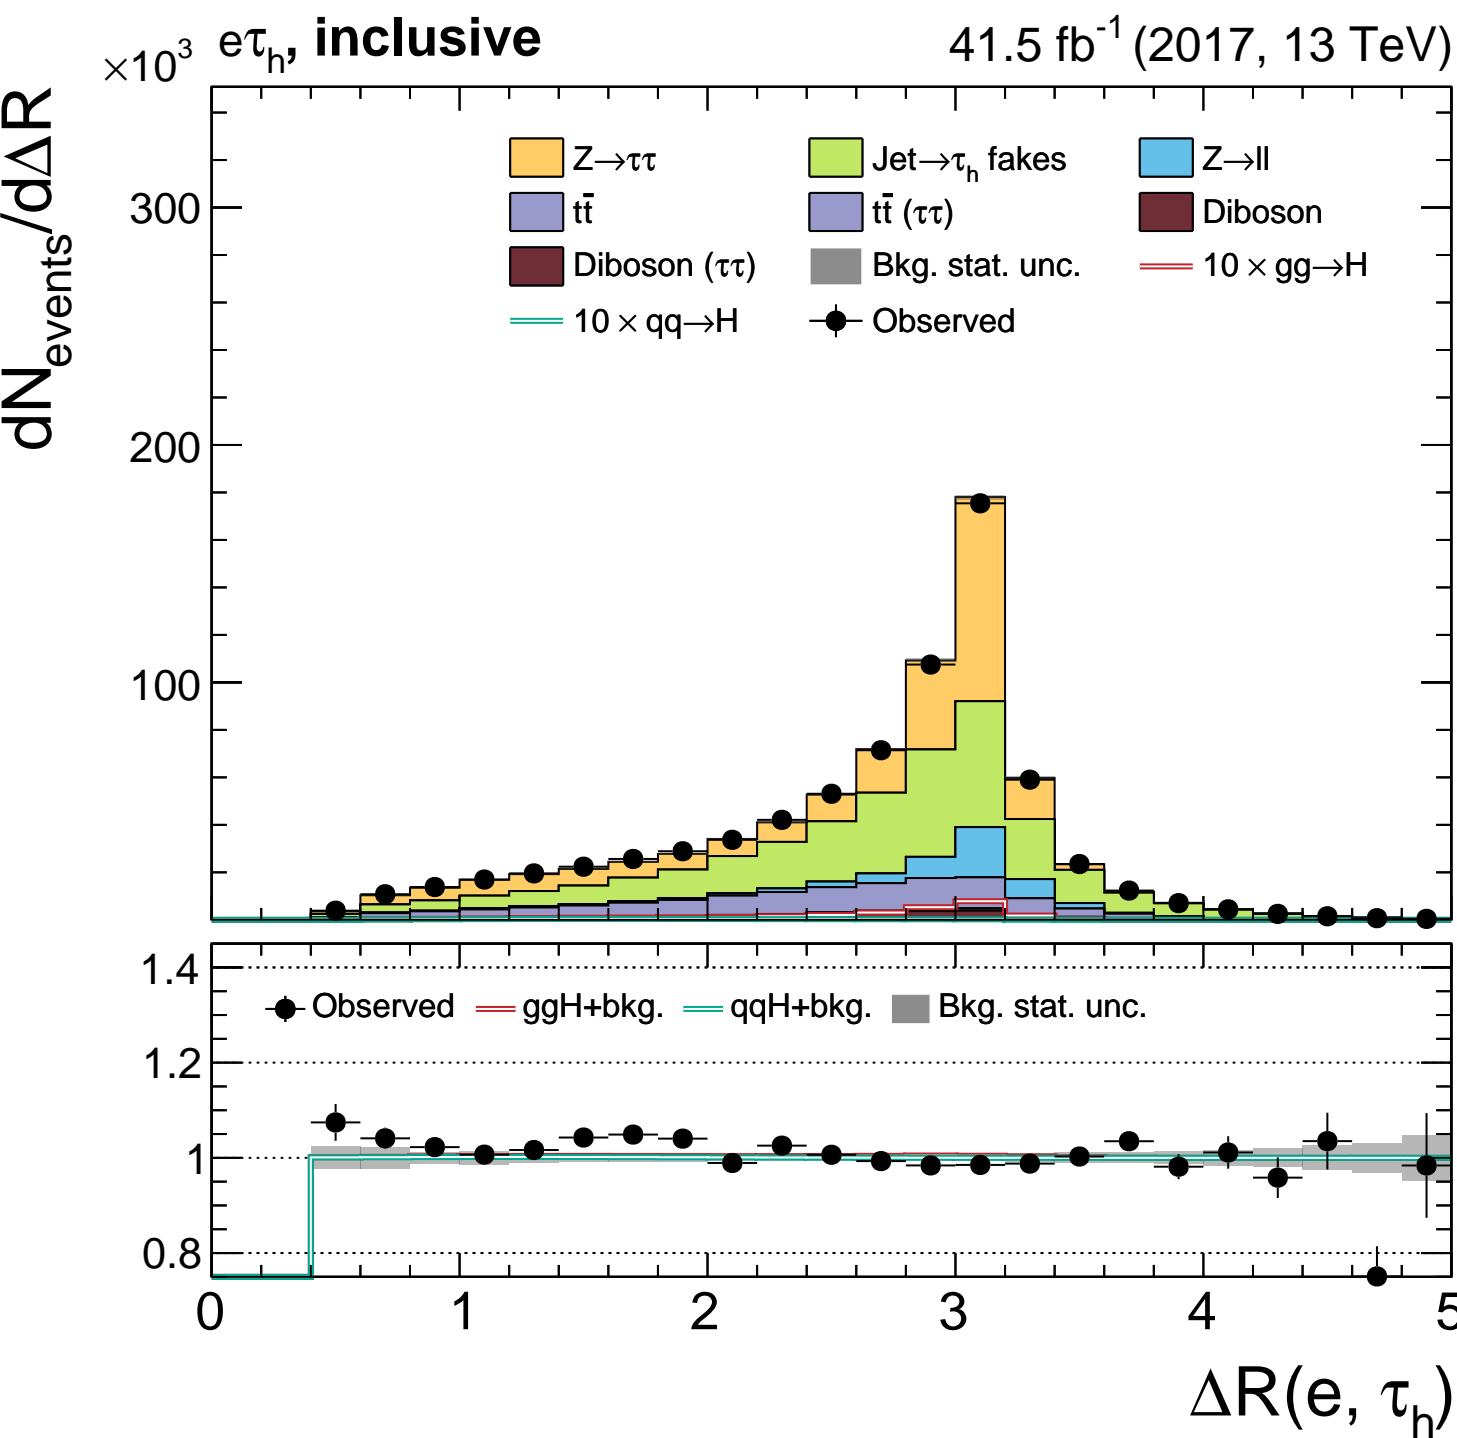 ×10³ eτₕ, inclusive 41.5 fb⁻¹ (2017, 13 TeV)
dN_events/dΔR
Z→ττ Jet→τₕ fakes Z→ll
tt̄ tt̄ (ττ) Diboson
Diboson (ττ) Bkg. stat. unc. 10 × gg→H
10 × qq→H Observed
300
200
100
1.4
Observed ggH+bkg. qqH+bkg. Bkg. stat. unc.
1.2
1
0.8
0 1 2 3 4 5
ΔR(e, τₕ)